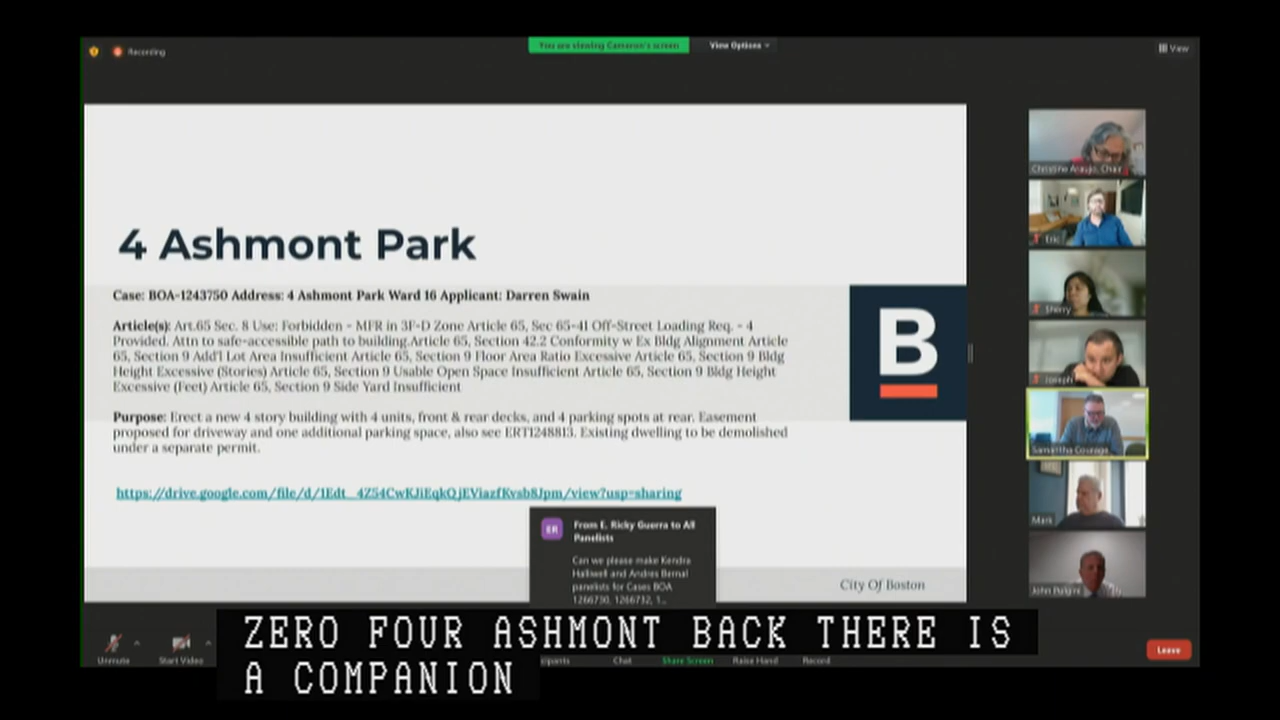 Recording
You are viewing Cameron's screen
View Options
View
4 Ashmont Park
Case: BOA-1243750 Address: 4 Ashmont Park Ward 16 Applicant: Darren Swain
Article(s): Art.65 Sec. 8 Use: Forbidden - MFR in 3F-D Zone Article 65, Sec 65-41 Off-Street Loading Req. - 4
Provided. Attn to safe-accessible path to building.Article 65, Section 42.2 Conformity w Ex Bldg Alignment Article
65, Section 9 Add'l Lot Area Insufficient Article 65, Section 9 Floor Area Ratio Excessive Article 65, Section 9 Bldg
Height Excessive (Stories) Article 65, Section 9 Usable Open Space Insufficient Article 65, Section 9 Bldg Height
Excessive (Feet) Article 65, Section 9 Side Yard Insufficient
Purpose: Erect a new 4 story building with 4 units, front & rear decks, and 4 parking spots at rear. Easement
proposed for driveway and one additional parking space, also see ERT1248813. Existing dwelling to be demolished
under a separate permit.
B
City Of Boston
ER
From E. Ricky Guerra to All
Panelists
Can we please make Kendra
Halliwell and Andres Bernal
panelists for Cases BOA
1266730, 1266732, 1...
Christine Araujo, Chair
Eric
Sherry
Joseph
Samantha Courage
Mark
John
Unmute
Start Video
Chat
Share Screen
Raise Hand
Record
Leave
ZERO FOUR ASHMONT BACK THERE IS
A COMPANION